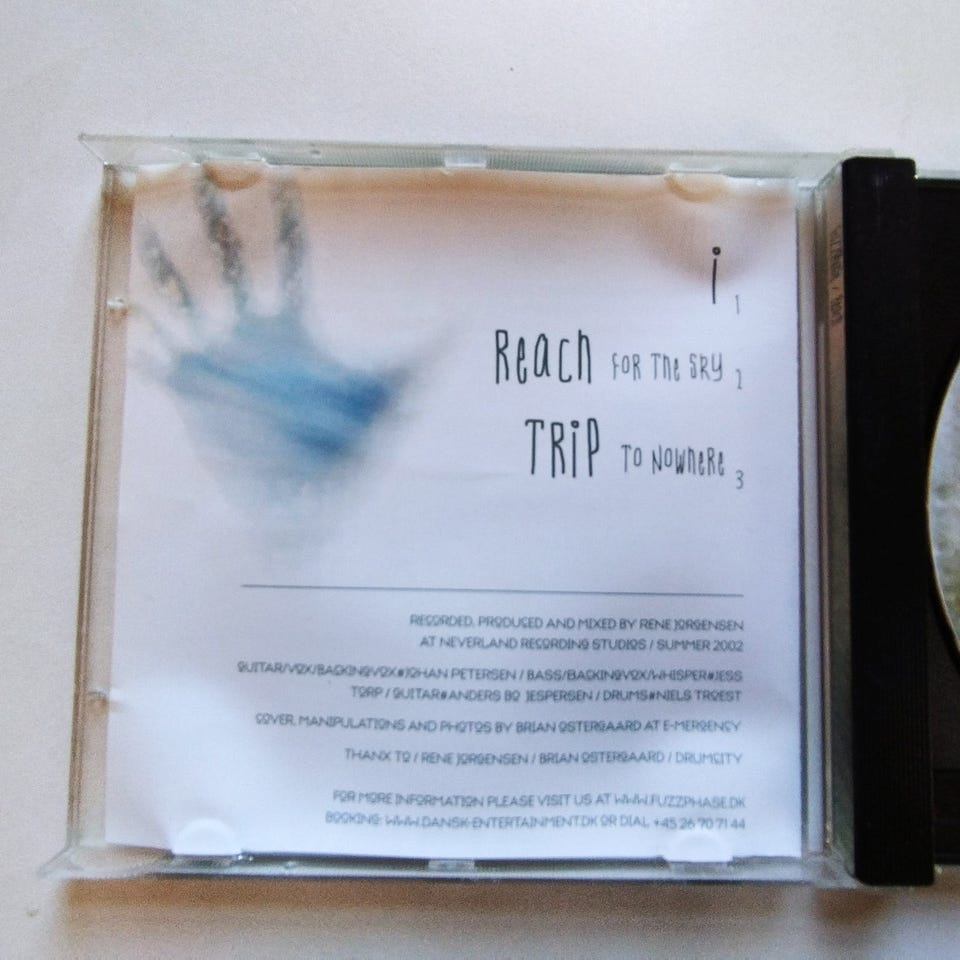 i 1
Reach FOR The SKY 2
TRiP TO NOWHERE 3
RECORDED, PRODUCED AND MIXED BY RENE JORGENSEN
AT NEVERLAND RECORDING STUDIOS / SUMMER 2002
GUITAR/VOX/BACKINGVOX#JOHAN PETERSEN / BASS/BACKINGVOX/WHISPER#JESS
TORP / GUITAR#ANDERS BO JESPERSEN / DRUMS#NIELS TROEST
COVER, MANIPULATIONS AND PHOTOS BY BRIAN OSTERGAARD AT E-MERGENCY
THANX TO / RENE JORGENSEN / BRIAN OSTERGAARD / DRUMCITY
FOR MORE INFORMATION PLEASE VISIT US AT WWW.FUZZPHASE.DK
BOOKING: WWW.DANSK-ENTERTAINMENT.DK OR DIAL +45 26 70 71 44